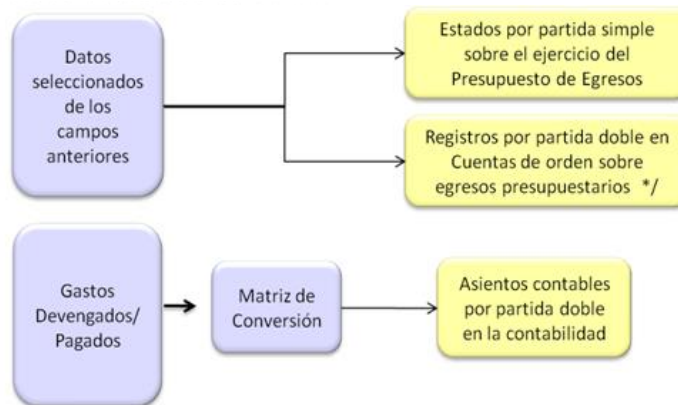 Datos
seleccionados
de los
campos
anteriores
Estados por partida simple
sobre el ejercicio del
Presupuesto de Egresos
Registros por partida doble en
Cuentas de orden sobre
egresos presupuestarios */
Gastos
Devengados/
Pagados
Matriz de
Conversión
Asientos contables
por partida doble
en la contabilidad